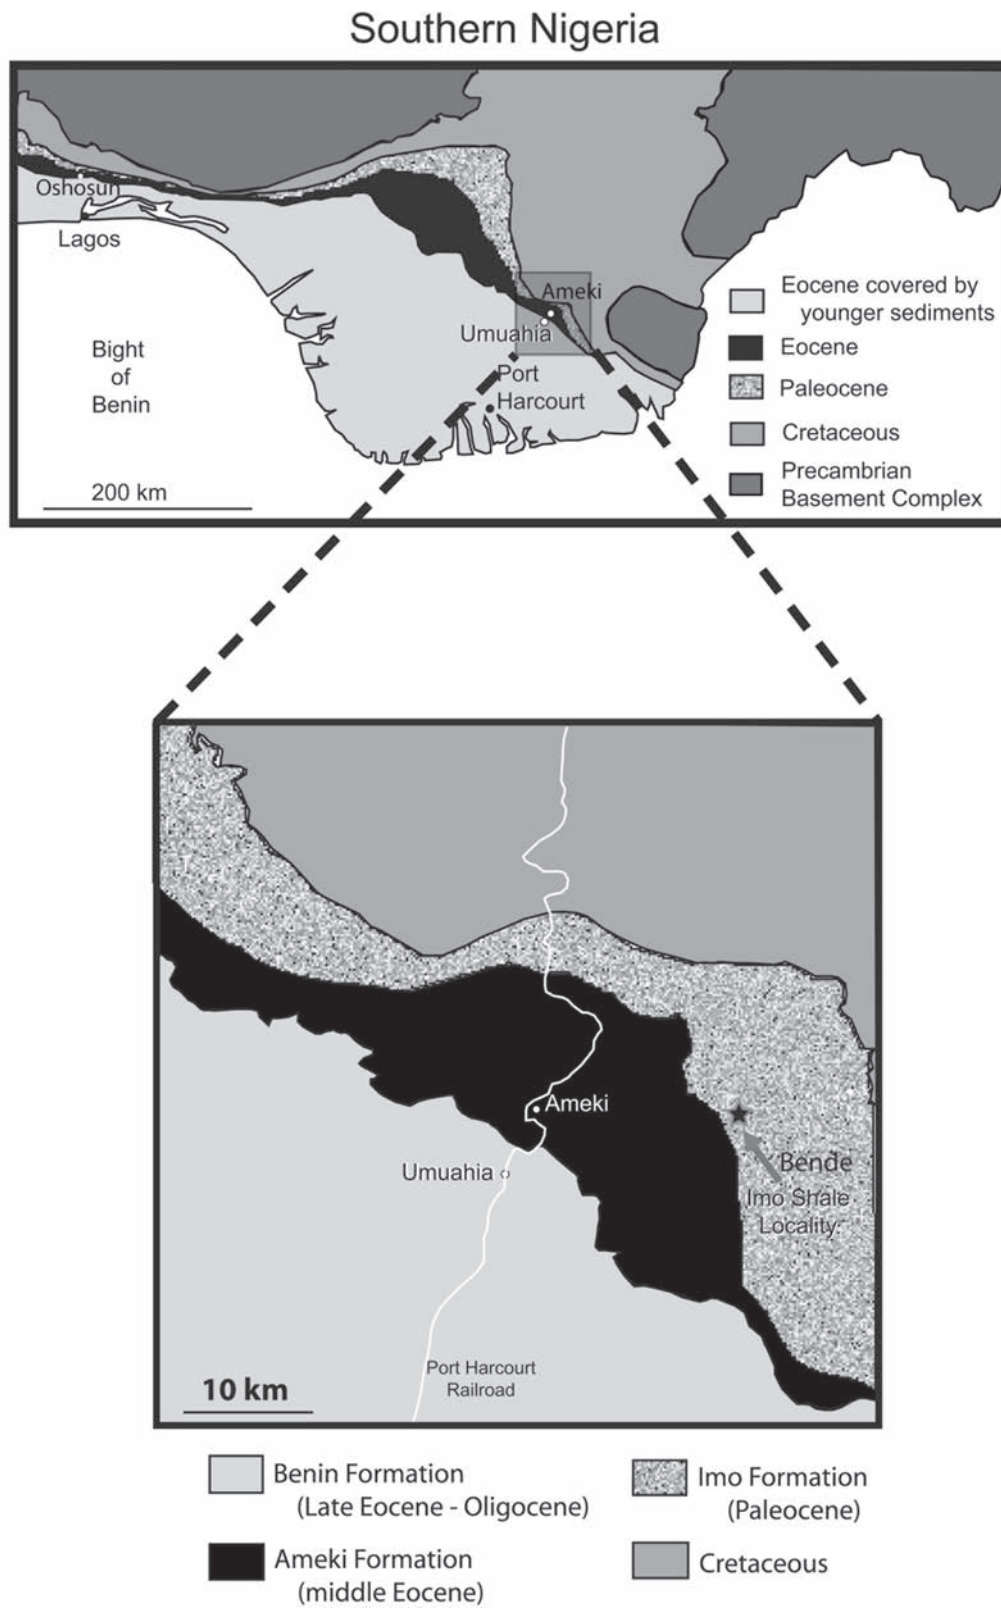 Southern Nigeria
Oshosun
Lagos
Ameki
Umuahia
Port
Harcourt
Bight
of
Benin
200 km
Eocene covered by
younger sediments
Eocene
Paleocene
Cretaceous
Precambrian
Basement Complex
Ameki
Umuahia
Bende
Imo Shale
Locality
Port Harcourt
Railroad
10 km
Benin Formation
(Late Eocene - Oligocene)
Ameki Formation
(middle Eocene)
Imo Formation
(Paleocene)
Cretaceous